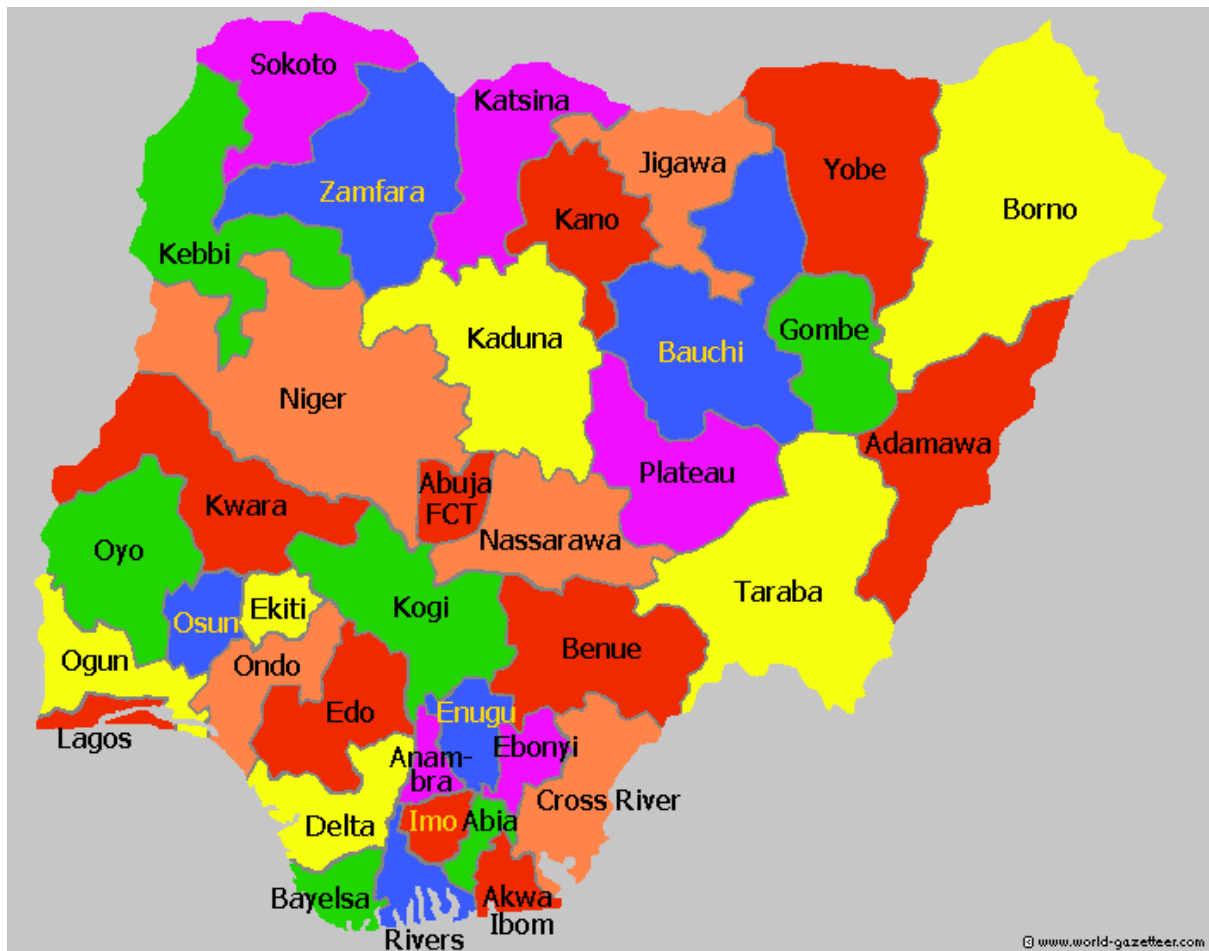 Sokoto
Katsina
Zamfara
Jigawa
Yobe
Borno
Kano
Kebbi
Kaduna
Bauchi
Gombe
Niger
Adamawa
Plateau
Abuja
FCT
Kwara
Nassarawa
Oyo
Taraba
Kogi
Ekiti
Osun
Benue
Ogun
Ondo
Edo
Enugu
Lagos
Ebonyi
Anam-
bra
Cross River
Delta
Imo
Abia
Bayelsa
Akwa
Ibom
Rivers
@ www.world-gazetteer.com